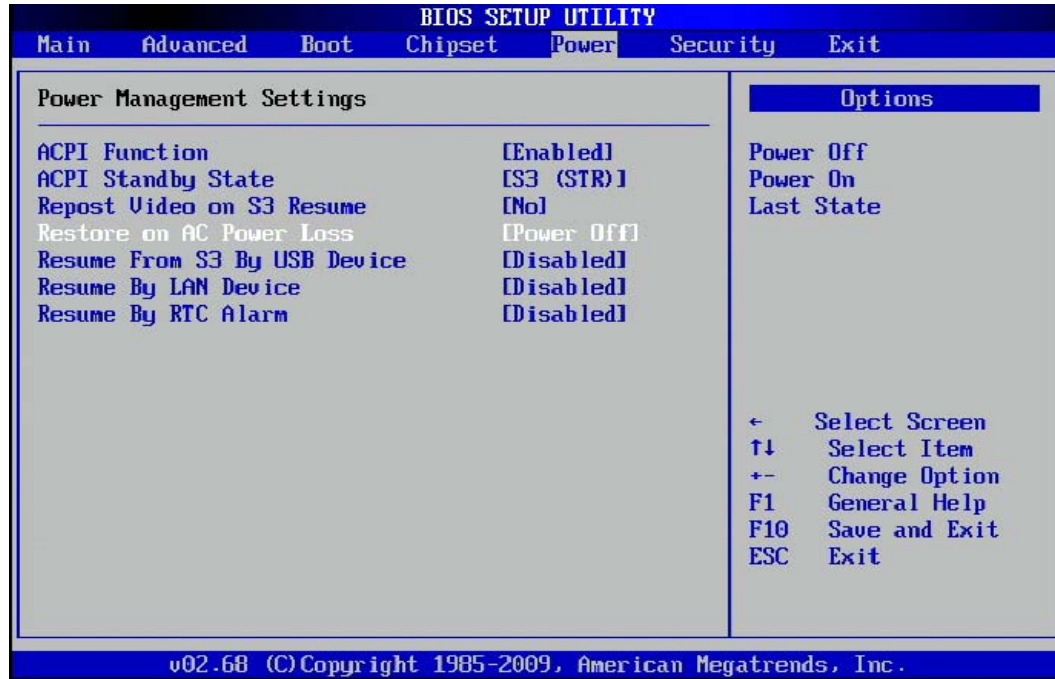 BIOS SETUP UTILITY
Main Advanced Boot Chipset Power Security Exit
Power Management Settings
ACPI Function [Enabled]
ACPI Standby State [S3 (STR)]
Repost Video on S3 Resume [No]
Restore on AC Power Loss [Power Off]
Resume From S3 By USB Device [Disabled]
Resume By LAN Device [Disabled]
Resume By RTC Alarm [Disabled]
Options
Power Off
Power On
Last State
← Select Screen
↑↓ Select Item
+- Change Option
F1 General Help
F10 Save and Exit
ESC Exit
v02.68 (C)Copyright 1985-2009, American Megatrends, Inc.